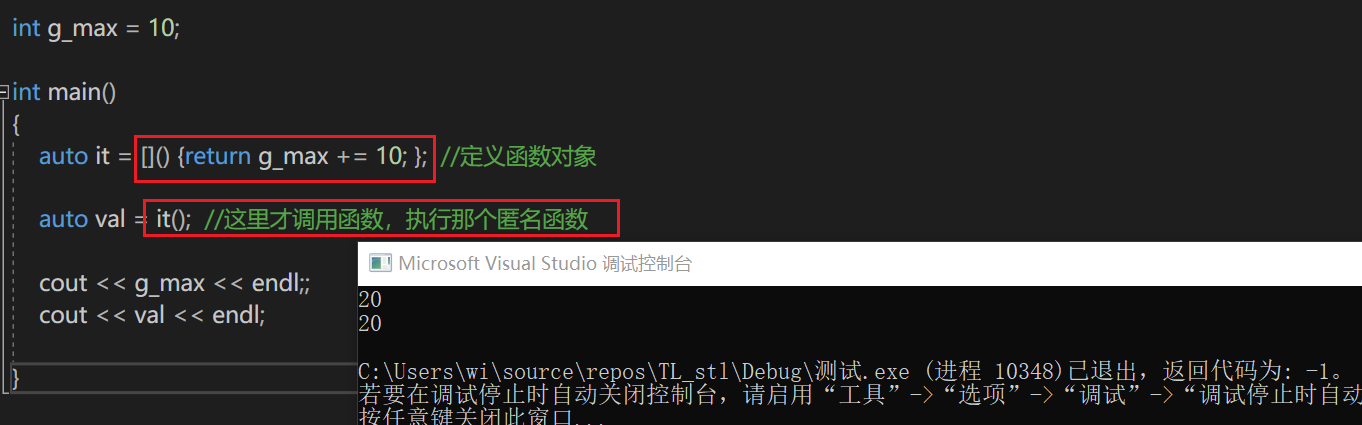 int g_max = 10;
int main()
{
auto it = []() {return g_max += 10; }; //定义函数对象
auto val = it(); //这里才调用函数，执行那个匿名函数
cout << g_max << endl;;
cout << val << endl;
}
Microsoft Visual Studio 调试控制台
20
20
C:\Users\wi\source\repos\TL_stl\Debug\测试.exe (进程 10348)已退出，返回代码为: -1。
若要在调试停止时自动关闭控制台，请启用“工具”->“选项”->“调试”->“调试停止时自动
按任意键关闭此窗口...